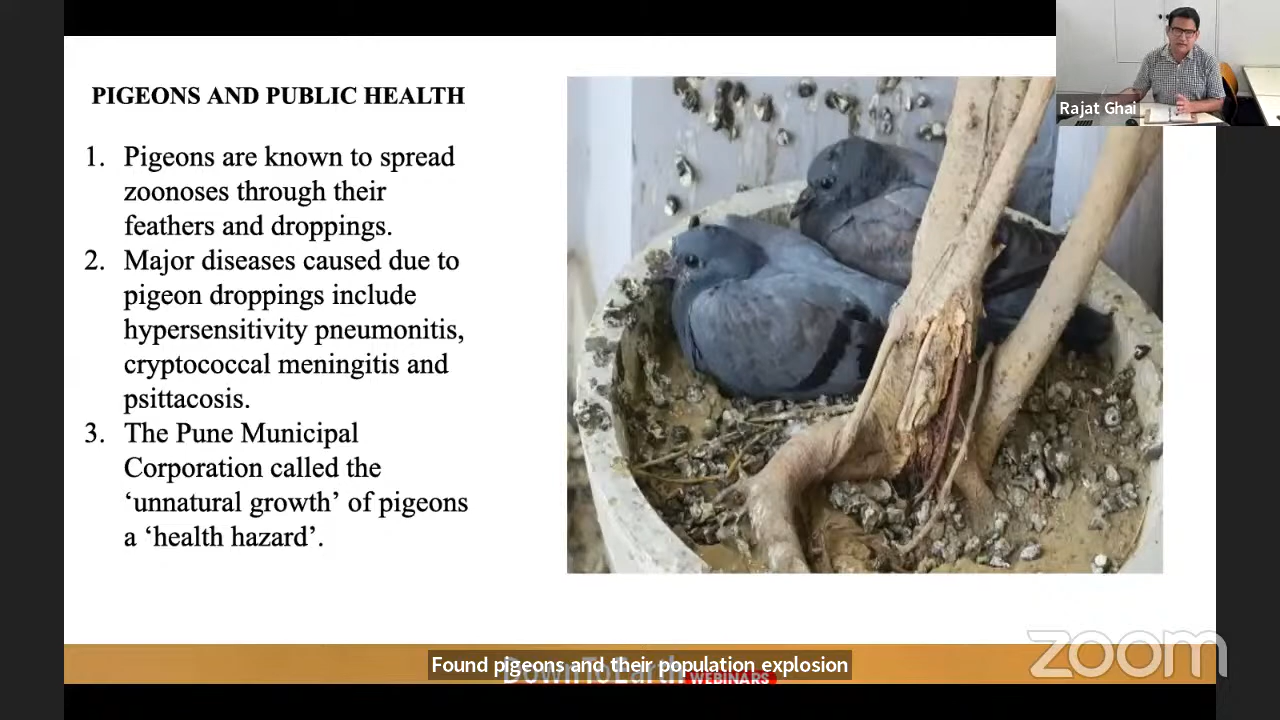 PIGEONS AND PUBLIC HEALTH
1. Pigeons are known to spread
zoonoses through their
feathers and droppings.
2. Major diseases caused due to
pigeon droppings include
hypersensitivity pneumonitis,
cryptococcal meningitis and
psittacosis.
3. The Pune Municipal
Corporation called the
‘unnatural growth’ of pigeons
a ‘health hazard’.
Rajat Ghai
zoom
Found pigeons and their population explosion
DownToEarth WEBINARS